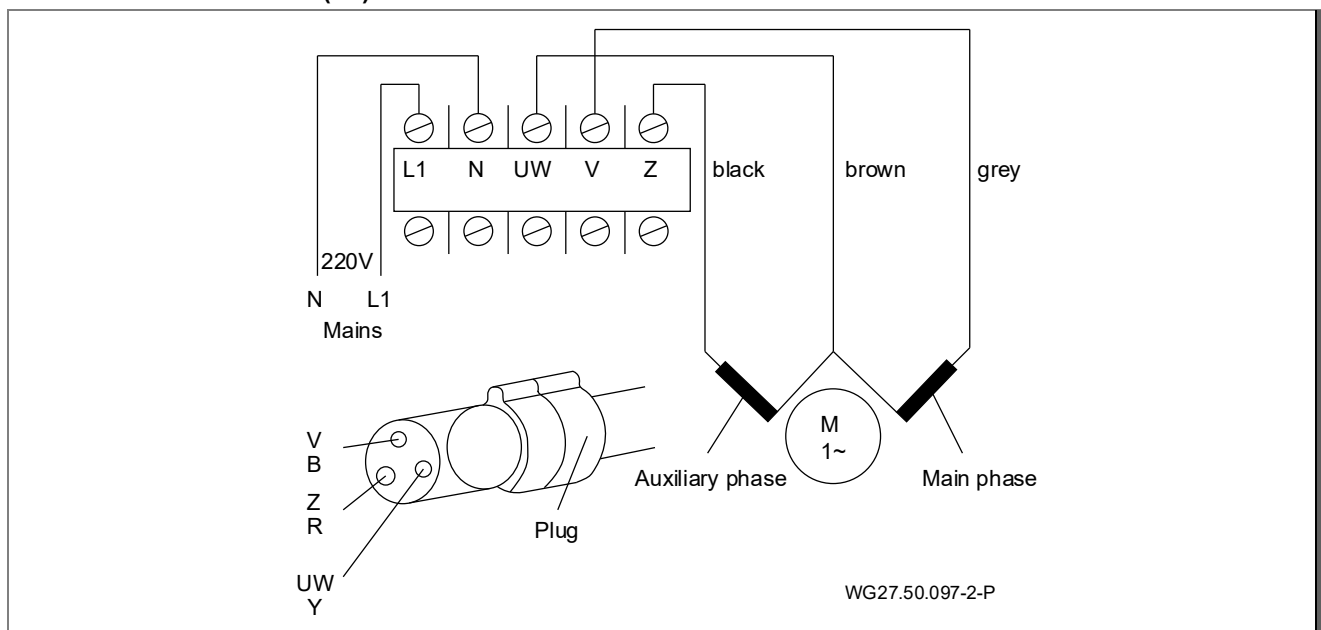 L1 N UW V Z
black brown grey
220V
N L1
Mains
V
B
Z
R
UW
Y
Plug
M
1~
Auxiliary phase
Main phase
WG27.50.097-2-P